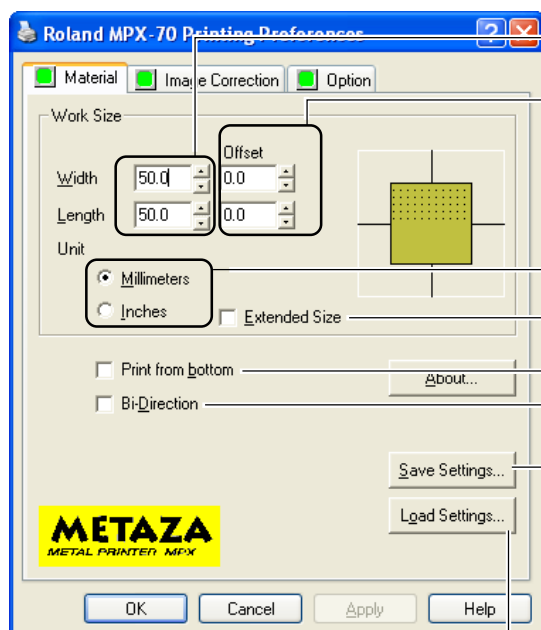 Roland MPX-70 Printing Preferences
Material Image Correction Option
Work Size
Offset
Width 50.0 0.0
Length 50.0 0.0
Unit
Millimeters
Inches Extended Size
Print from bottom About...
Bi-Direction
Save Settings...
Load Settings...
METAZA
METAL PRINTER MPX
OK Cancel Apply Help